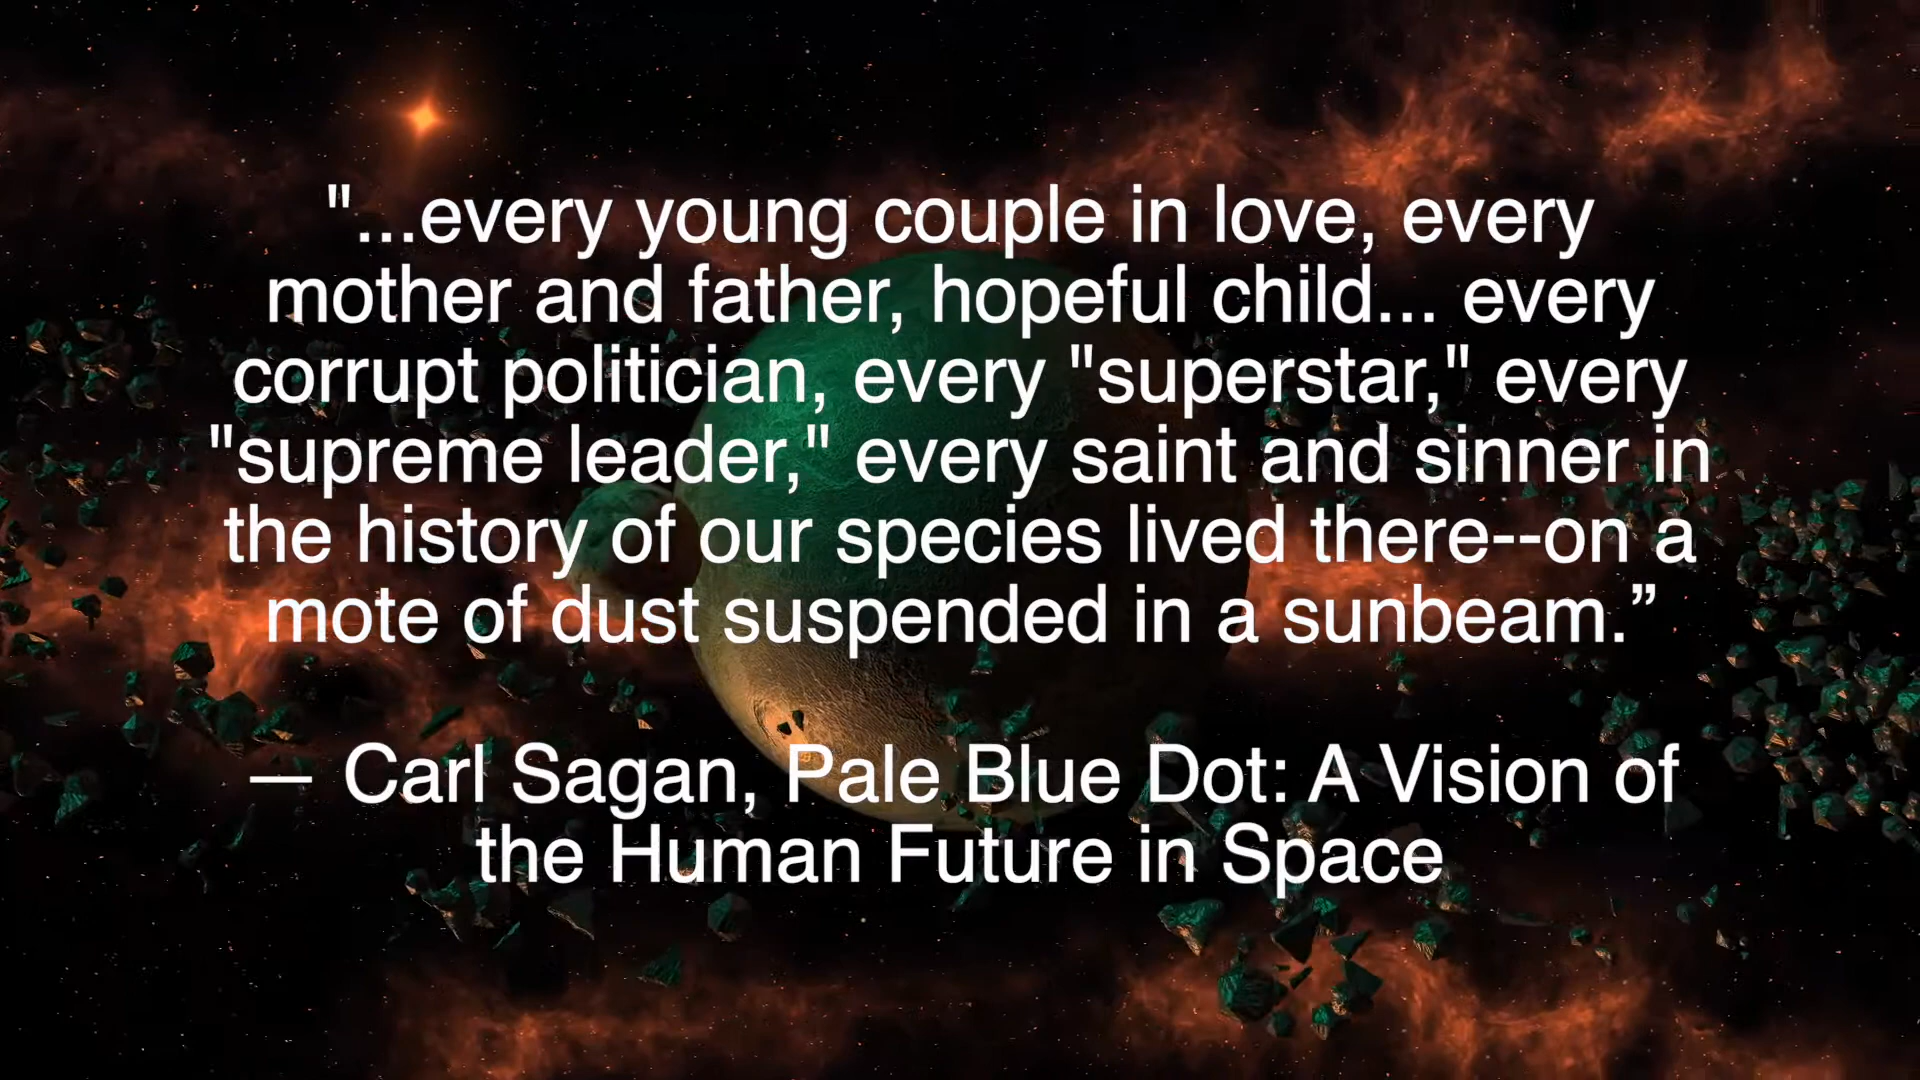 "...every young couple in love, every
mother and father, hopeful child... every
corrupt politician, every "superstar," every
"supreme leader," every saint and sinner in
the history of our species lived there--on a
mote of dust suspended in a sunbeam.”
— Carl Sagan, Pale Blue Dot: A Vision of
the Human Future in Space